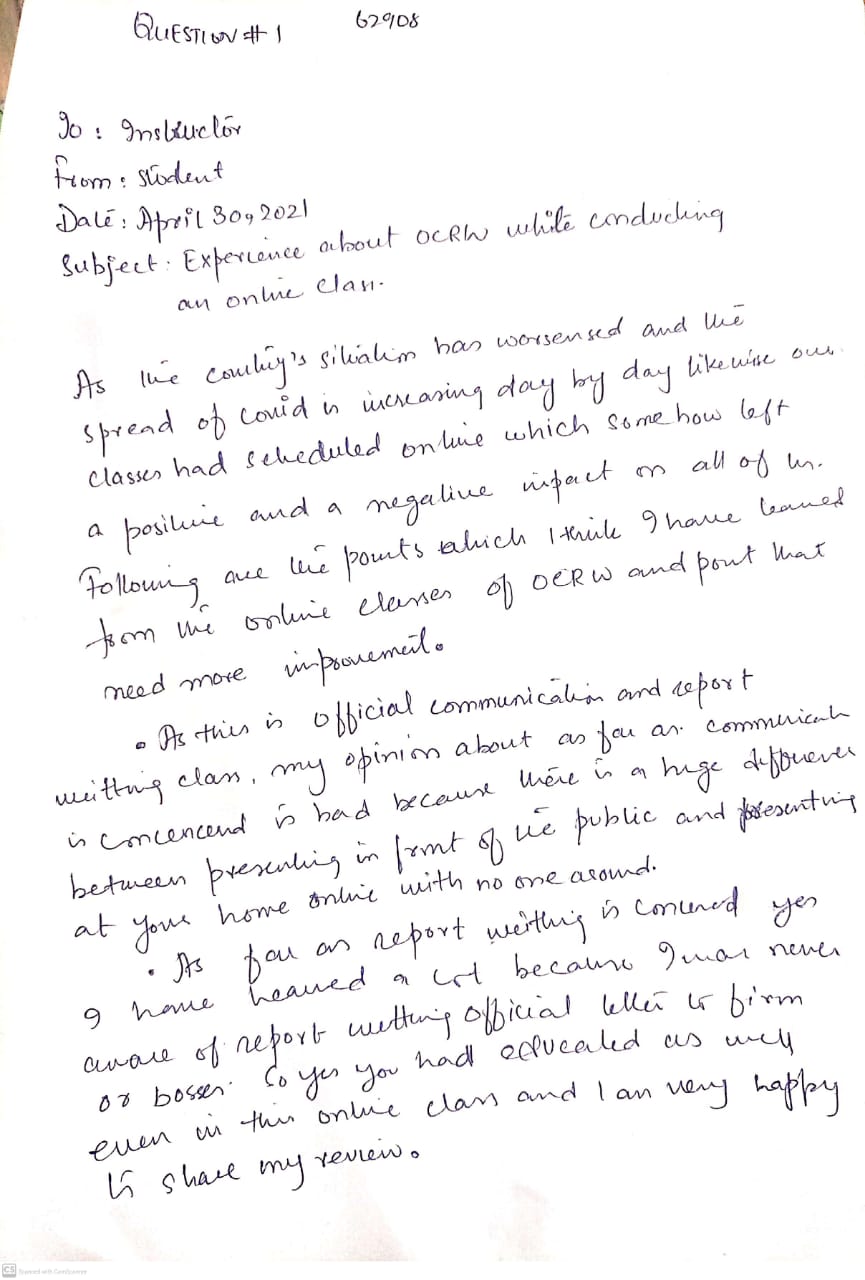 QUESTION # 1 62908
To : Instructor
From : Student
Date : April 30, 2021
Subject : Experience about OCRW while conducting
an online class.
As the country's situation has worsensed and the
spread of covid is increasing day by day likewise our
classes had scheduled online which somehow left
a positive and a negative impact on all of us.
Following are the points which I think I have learned
from the online classes of OCRW and pont that
need more improvement.
• As this is official communication and report
writting class, my opinion about as far as communicatn
is concencend is bad because there is a huge diffrence
between presenting in front of the public and presentving
at your home online with no one around.
• As far as report writting is concerned yes
I have learned a lot because I was never
aware of report writting official letter to firm
or bosses. So yes you had educated us well
even in this online class and I am very happy
to share my review.
CS Scanned with CamScanner